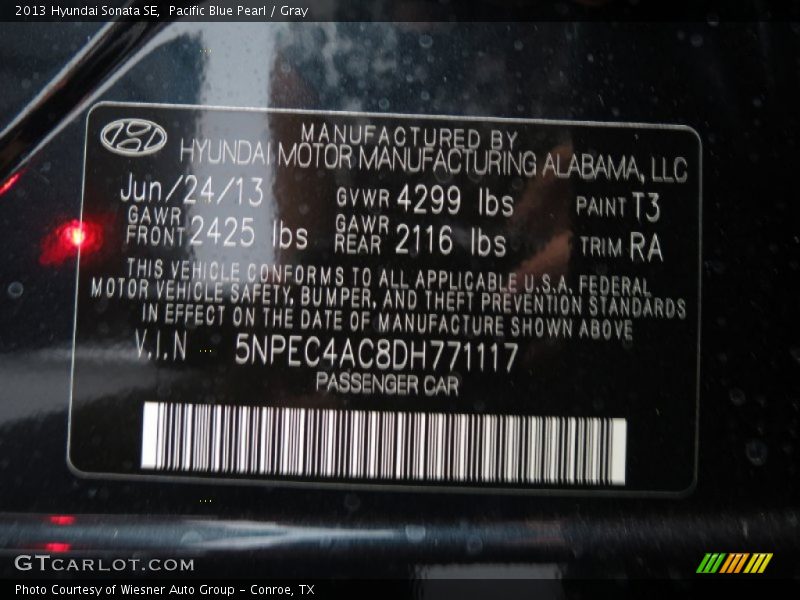 2013 Hyundai Sonata SE, Pacific Blue Pearl / Gray
MANUFACTURED BY
HYUNDAI MOTOR MANUFACTURING ALABAMA, LLC
Jun/24/13 GVWR 4299 lbs PAINT T3
GAWR FRONT 2425 lbs GAWR REAR 2116 lbs TRIM RA
THIS VEHICLE CONFORMS TO ALL APPLICABLE U.S.A. FEDERAL
MOTOR VEHICLE SAFETY, BUMPER, AND THEFT PREVENTION STANDARDS
IN EFFECT ON THE DATE OF MANUFACTURE SHOWN ABOVE
V.I.N 5NPEC4AC8DH771117
PASSENGER CAR
GTCARLOT.COM
Photo Courtesy of Wiesner Auto Group - Conroe, TX